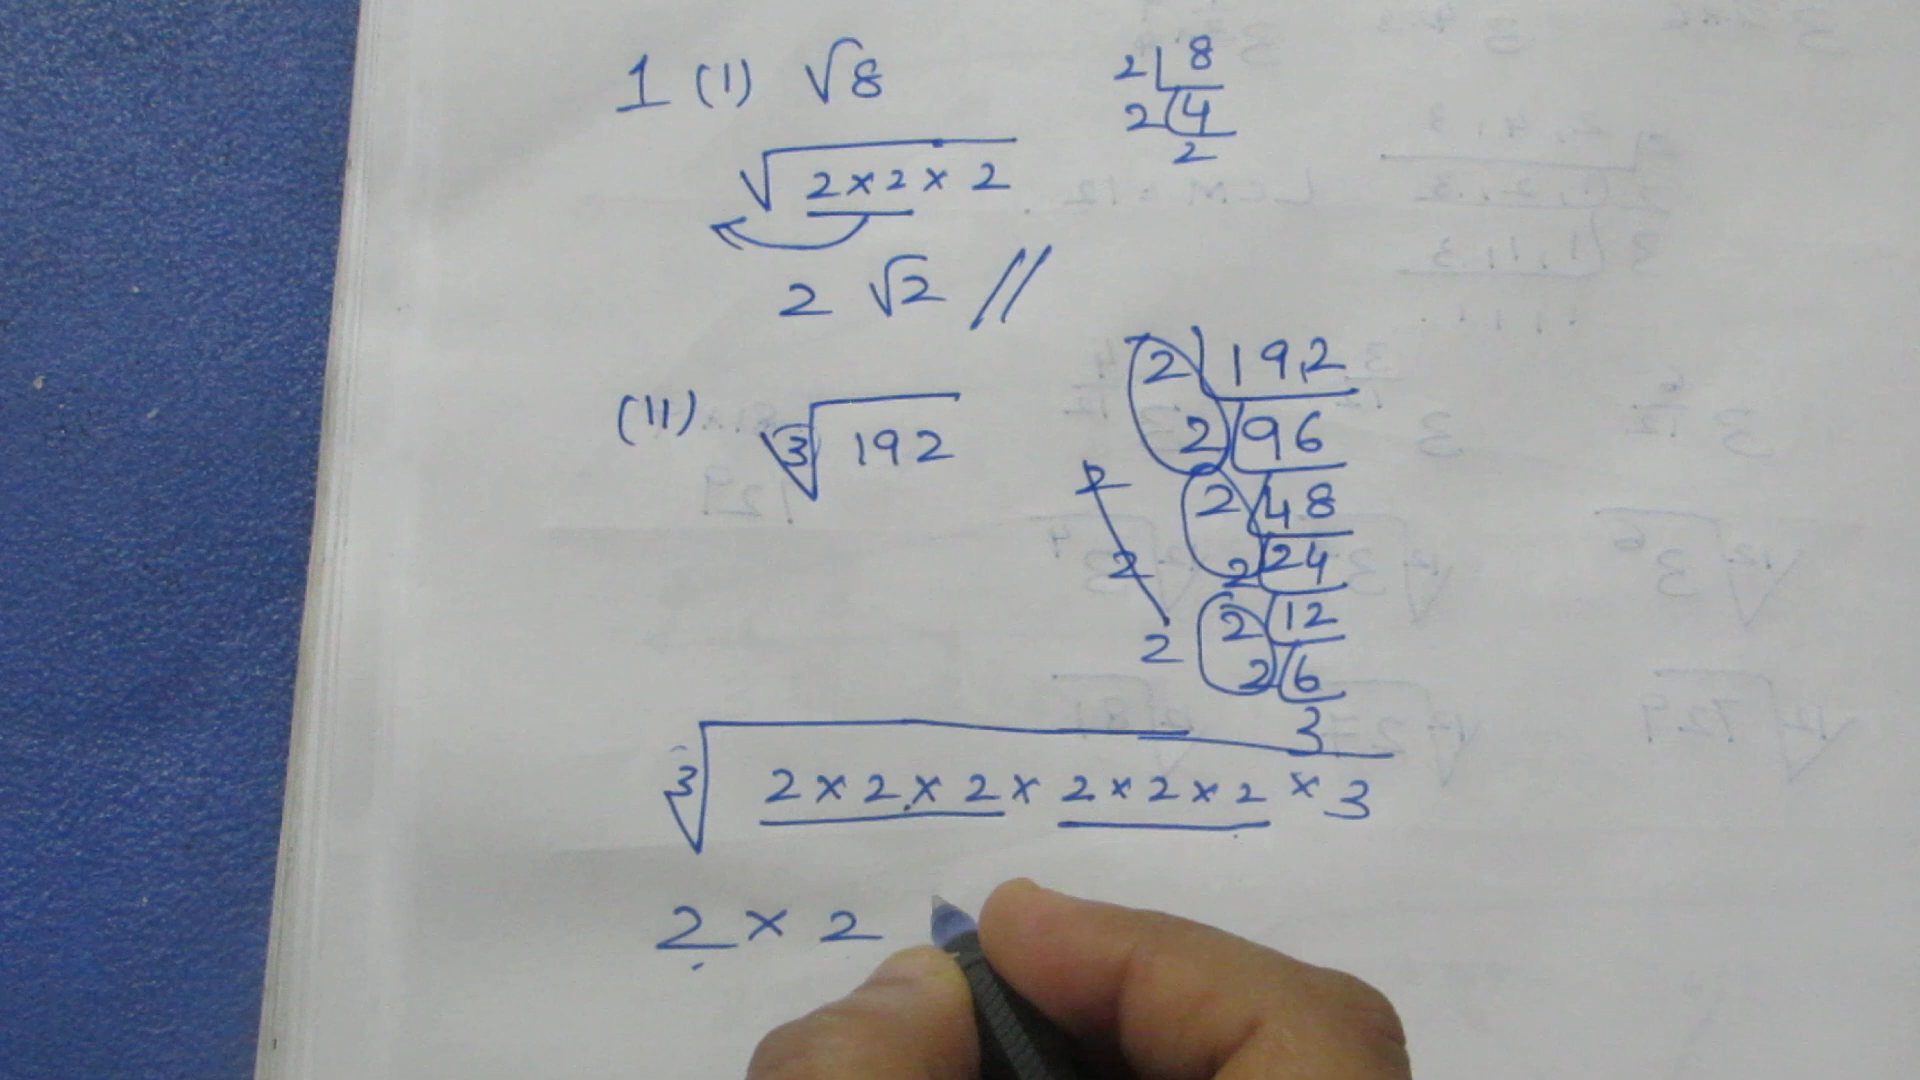 1 (I) √8
2 8
2 4
2
√2 × 2 × 2
2 √2 //
(II) ∛192
2 192
2 96
2 48
2 24
2 12
2 6
3
2
2
2
∛2 × 2 × 2 × 2 × 2 × 2 × 3
2 × 2